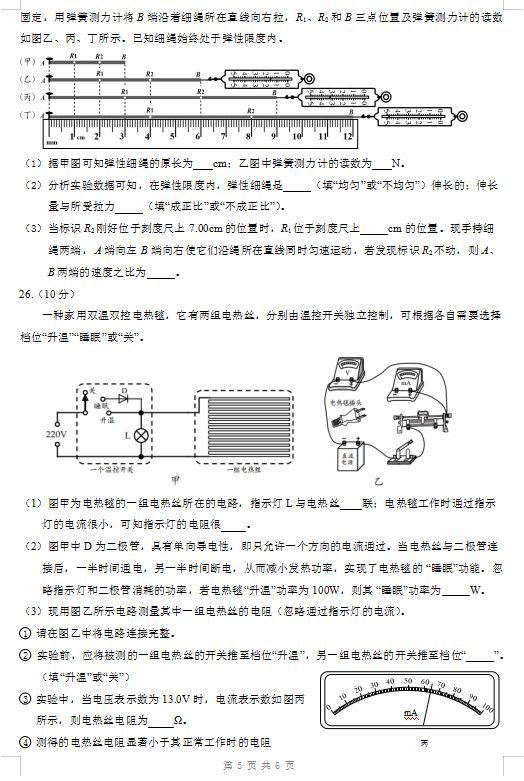 固定，用弹簧测力计将 B 端沿着细绳所在直线向右拉，R₁、R₂ 和 B 三点位置及弹簧测力计的读数
如图乙、丙、丁所示。已知细绳始终处于弹性限度内。
（甲）A R1 R2 B
（乙）A R1 R2 B
（丙）A R1 R2 B
（丁）A R1 R2 B
1 cm 2 3 4 5 6 7 8 9 10 11 12
mm
（1）据甲图可知弹性细绳的原长为____cm；乙图中弹簧测力计的读数为____N。
（2）分析实验数据可知，在弹性限度内，弹性细绳是____（填“均匀”或“不均匀”）伸长的；伸长
量与所受拉力____（填“成正比”或“不成正比”）。
（3）当标识 R₂ 刚好位于刻度尺上 7.00cm 的位置时，R₁ 位于刻度尺上____cm 的位置。现手持细
绳两端，A 端向左 B 端向右使它们沿绳所在直线同时匀速运动，若发现标识 R₂ 不动，则 A、
B 两端的速度之比为____。
26.（10 分）
一种家用双温双控电热毯，它有两组电热丝，分别由温控开关独立控制，可根据各自需要选择
档位“升温”“睡眠”或“关”。
关
D
睡眠
升温
220V
L
一个温控开关
一组电热丝
甲
V
mA
电热毯插头
直流
电源
乙
（1）图甲为电热毯的一组电热丝所在的电路，指示灯 L 与电热丝____联；电热毯工作时通过指示
灯的电流很小，可知指示灯的电阻很____。
（2）图甲中 D 为二极管，具有单向导电性，即只允许一个方向的电流通过。当电热丝与二极管连
接后，一半时间通电，另一半时间断电，从而减小发热功率，实现了电热毯的 “睡眠”功能。忽
略指示灯和二极管消耗的功率，若电热毯“升温”功率为 100W，则其 “睡眠”功率为____W。
（3）现用图乙所示电路测量其中一组电热丝的电阻（忽略通过指示灯的电流）。
① 请在图乙中将电路连接完整。
② 实验前，应将被测的一组电热丝的开关推至档位“升温”，另一组电热丝的开关推至档位“____”。
（填“升温”或“关”）
③ 实验中，当电压表示数为 13.0V 时，电流表示数如图丙
所示，则电热丝电阻为____Ω。
④ 测得的电热丝电阻显著小于其正常工作时的电阻
0 10 20 30 40 50 60 70 80 90 100
mA
丙
第 5 页 共 6 页